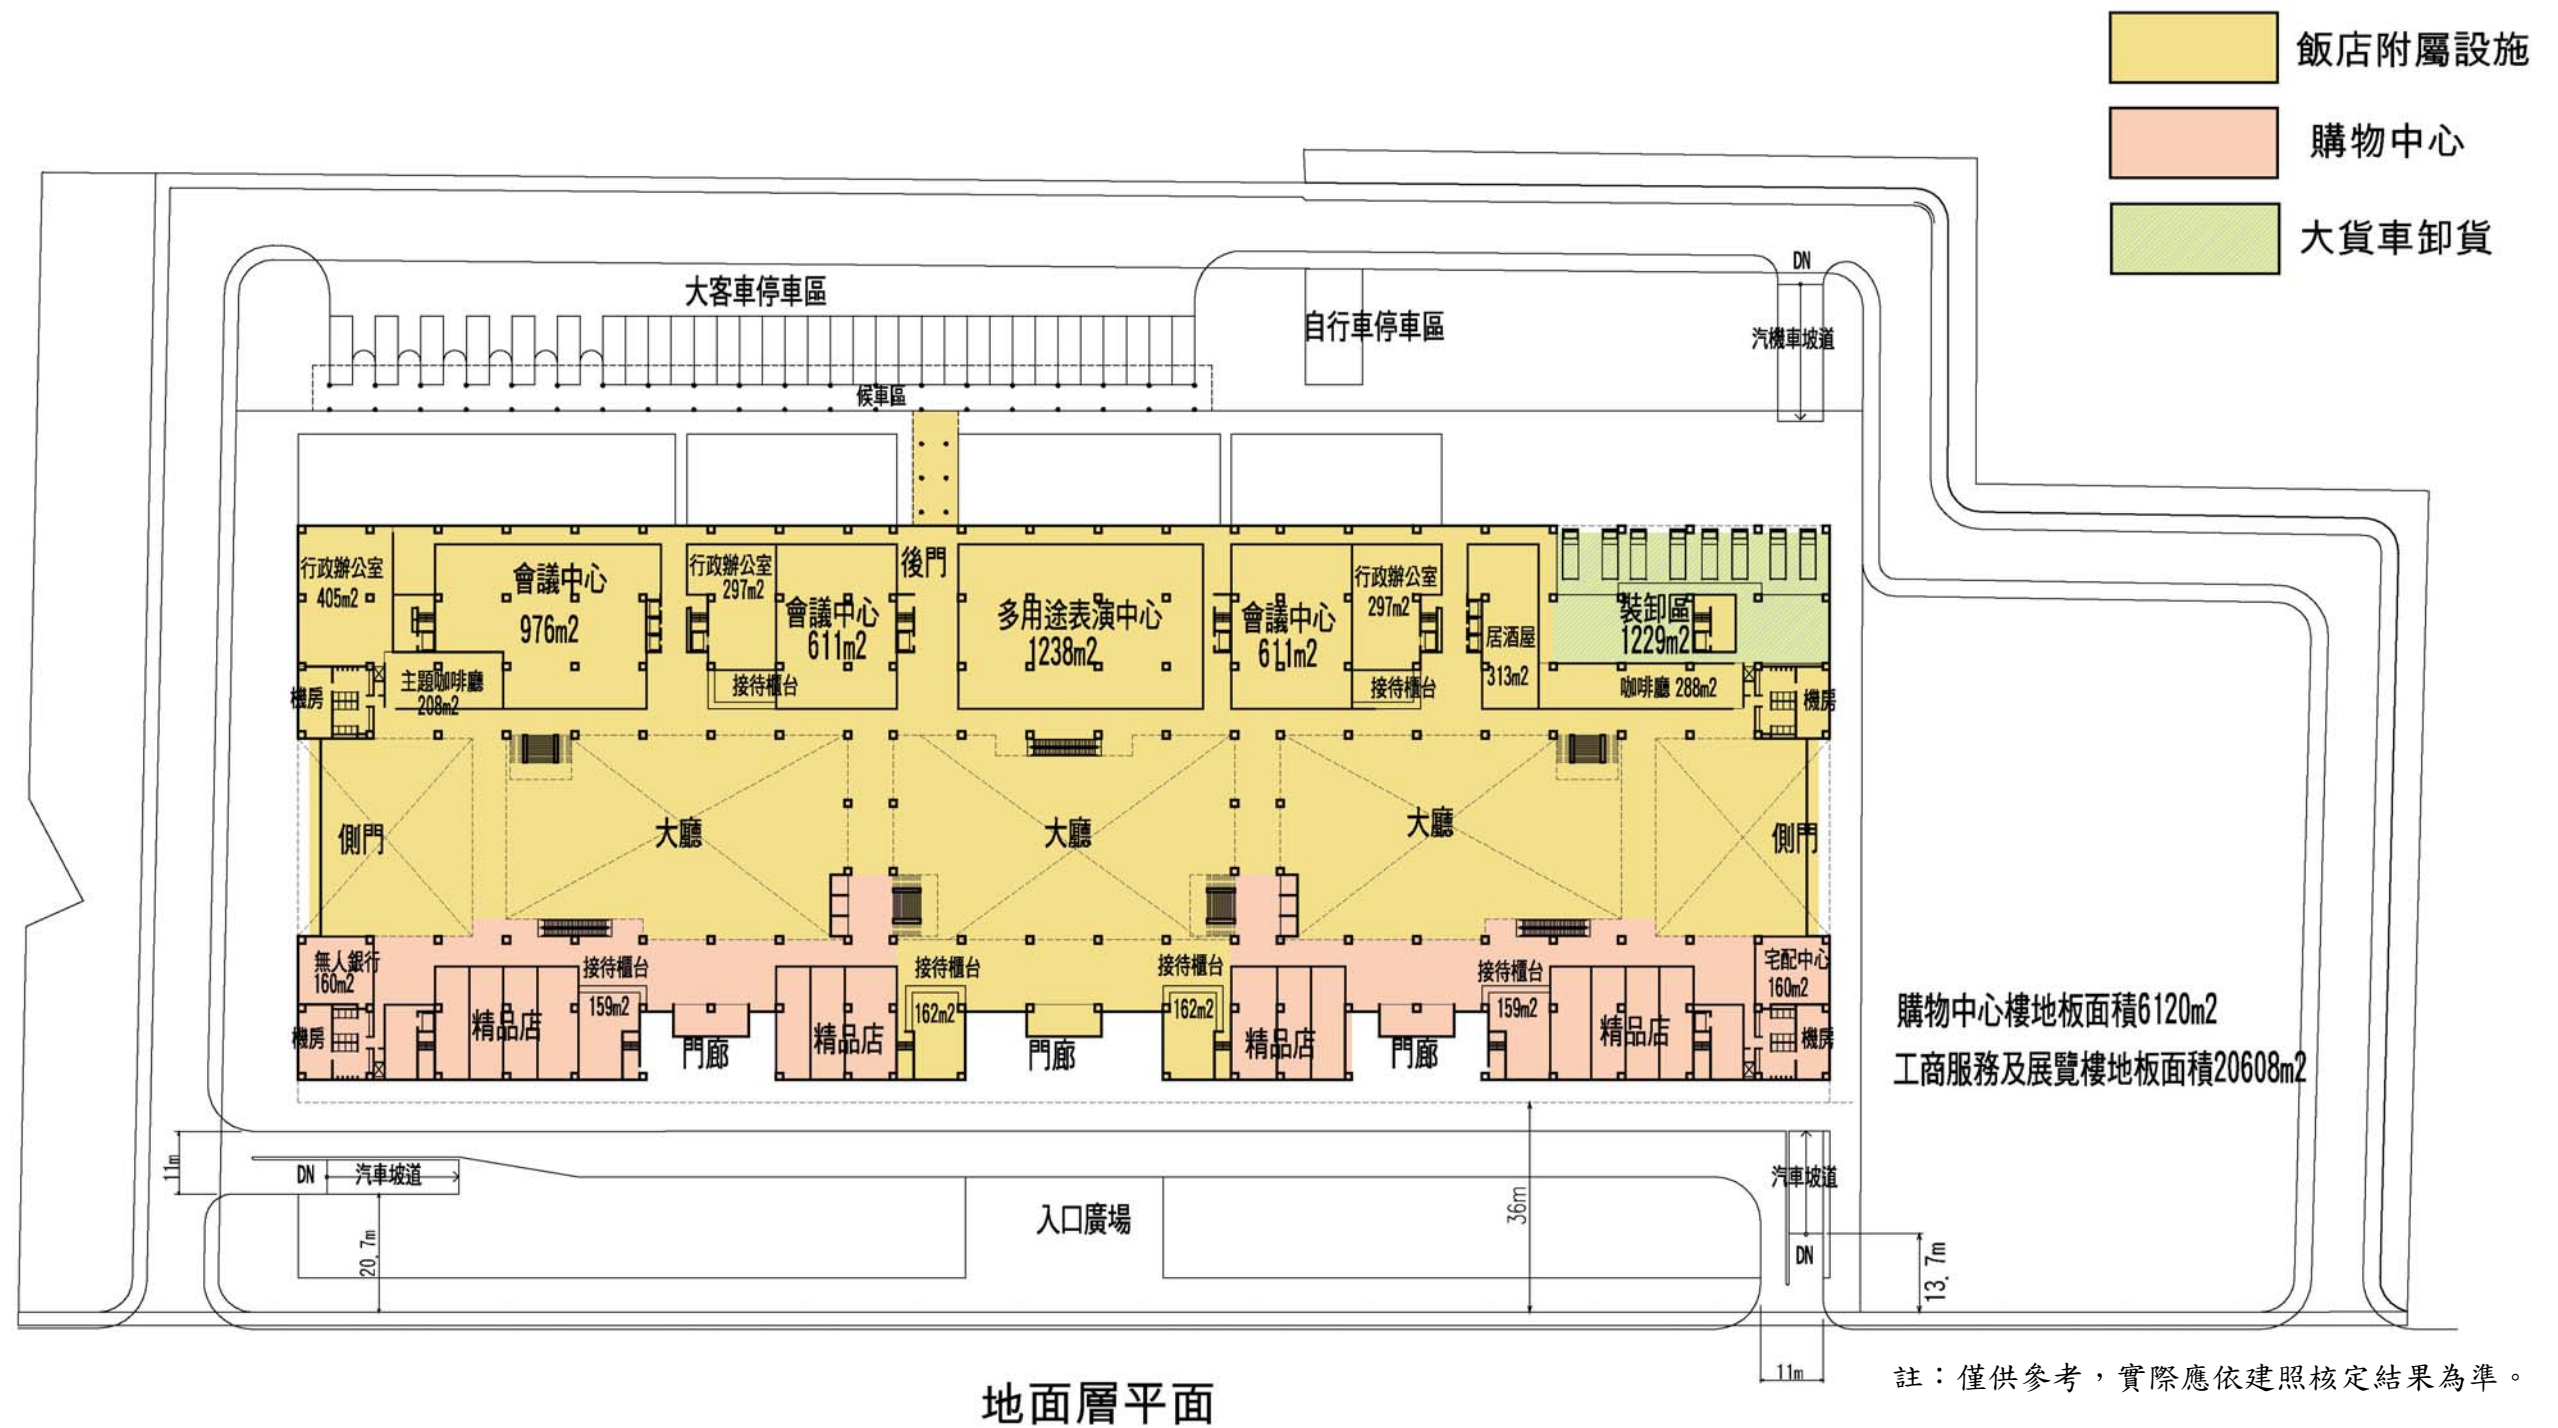 飯店附屬設施
購物中心
大貨車卸貨
DN
大客車停車區
自行車停車區
汽機車坡道
候車區
行政辦公室
405m2
會議中心
976m2
行政辦公室
297m2
會議中心
611m2
後門
多用途表演中心
1238m2
會議中心
611m2
行政辦公室
297m2
居酒屋
313m2
裝卸區
1229m2
機房
主題咖啡廳
208m2
接待櫃台
接待櫃台
咖啡廳 288m2
機房
側門
大廳
大廳
大廳
側門
無人銀行
160m2
接待櫃台
159m2
接待櫃台
162m2
接待櫃台
162m2
接待櫃台
159m2
宅配中心
160m2
機房
精品店
門廊
精品店
門廊
精品店
門廊
精品店
機房
購物中心樓地板面積6120m2
工商服務及展覽樓地板面積20608m2
11m
DN
汽車坡道
20.7m
入口廣場
36m
汽車坡道
DN
13.7m
11m
註：僅供參考，實際應依建照核定結果為準。
地面層平面